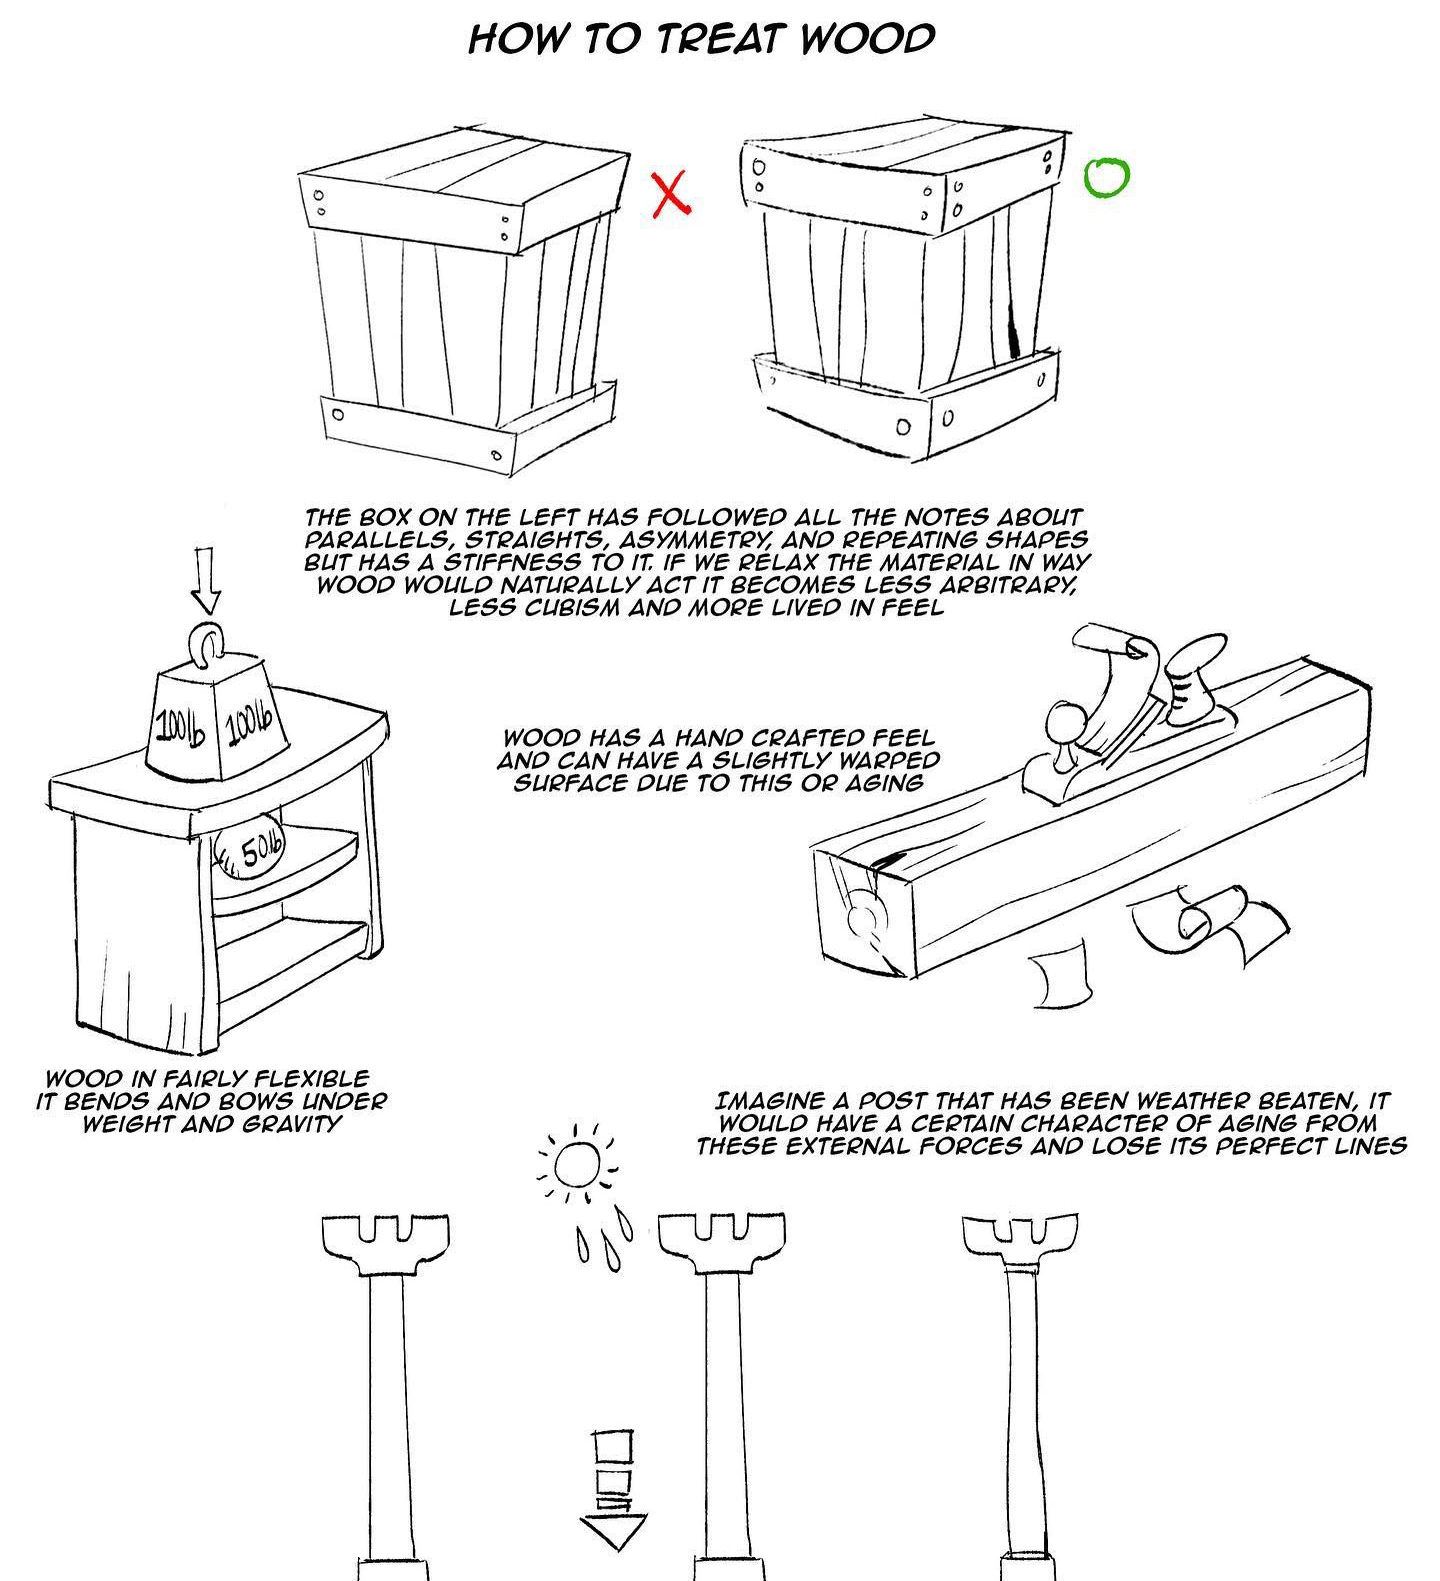 HOW TO TREAT WOOD
THE BOX ON THE LEFT HAS FOLLOWED ALL THE NOTES ABOUT
PARALLELS, STRAIGHTS, ASYMMETRY, AND REPEATING SHAPES
BUT HAS A STIFFNESS TO IT. IF WE RELAX THE MATERIAL IN WAY
WOOD WOULD NATURALLY ACT IT BECOMES LESS ARBITRARY,
LESS CUBISM AND MORE LIVED IN FEEL
100lb 100lb
50lb
WOOD HAS A HAND CRAFTED FEEL
AND CAN HAVE A SLIGHTLY WARPED
SURFACE DUE TO THIS OR AGING
WOOD IN FAIRLY FLEXIBLE
IT BENDS AND BOWS UNDER
WEIGHT AND GRAVITY
IMAGINE A POST THAT HAS BEEN WEATHER BEATEN, IT
WOULD HAVE A CERTAIN CHARACTER OF AGING FROM
THESE EXTERNAL FORCES AND LOSE ITS PERFECT LINES